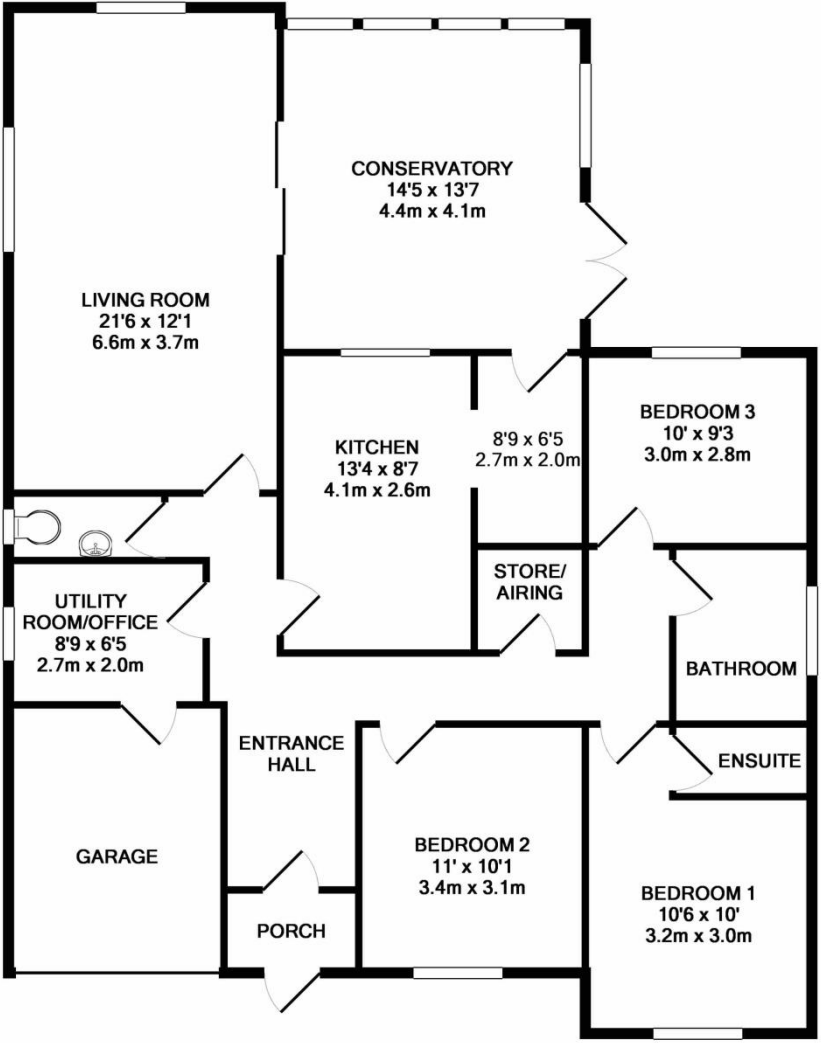 CONSERVATORY
14'5 x 13'7
4.4m x 4.1m
LIVING ROOM
21'6 x 12'1
6.6m x 3.7m
KITCHEN
13'4 x 8'7
4.1m x 2.6m
8'9 x 6'5
2.7m x 2.0m
BEDROOM 3
10' x 9'3
3.0m x 2.8m
STORE/
AIRING
UTILITY
ROOM/OFFICE
8'9 x 6'5
2.7m x 2.0m
BATHROOM
ENTRANCE
HALL
ENSUITE
GARAGE
BEDROOM 2
11' x 10'1
3.4m x 3.1m
BEDROOM 1
10'6 x 10'
3.2m x 3.0m
PORCH